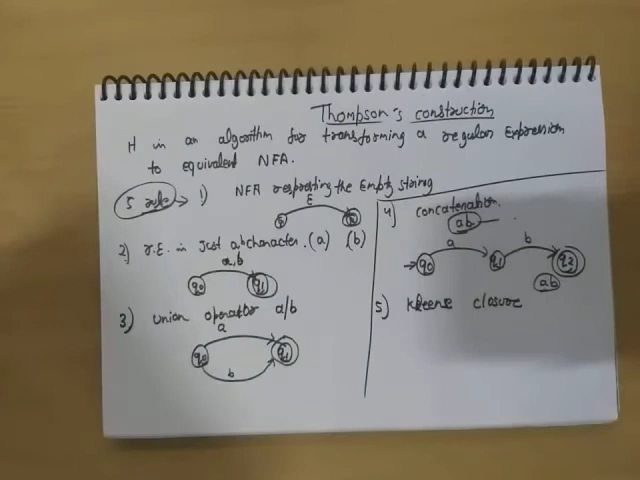 Thompson's construction
It is an algorithm for transforming a regular Expression
to equivalent NFA.
5 rule → 1) NFA respresting the Empty string
ε
2) r.E. is just a character. (a) (b)
a,b
q0 q1
3) union operator a/b
a
q0 q1
b
4) concatenation.
ab
a b
q0 q1 q2
ab
5) kleense closure